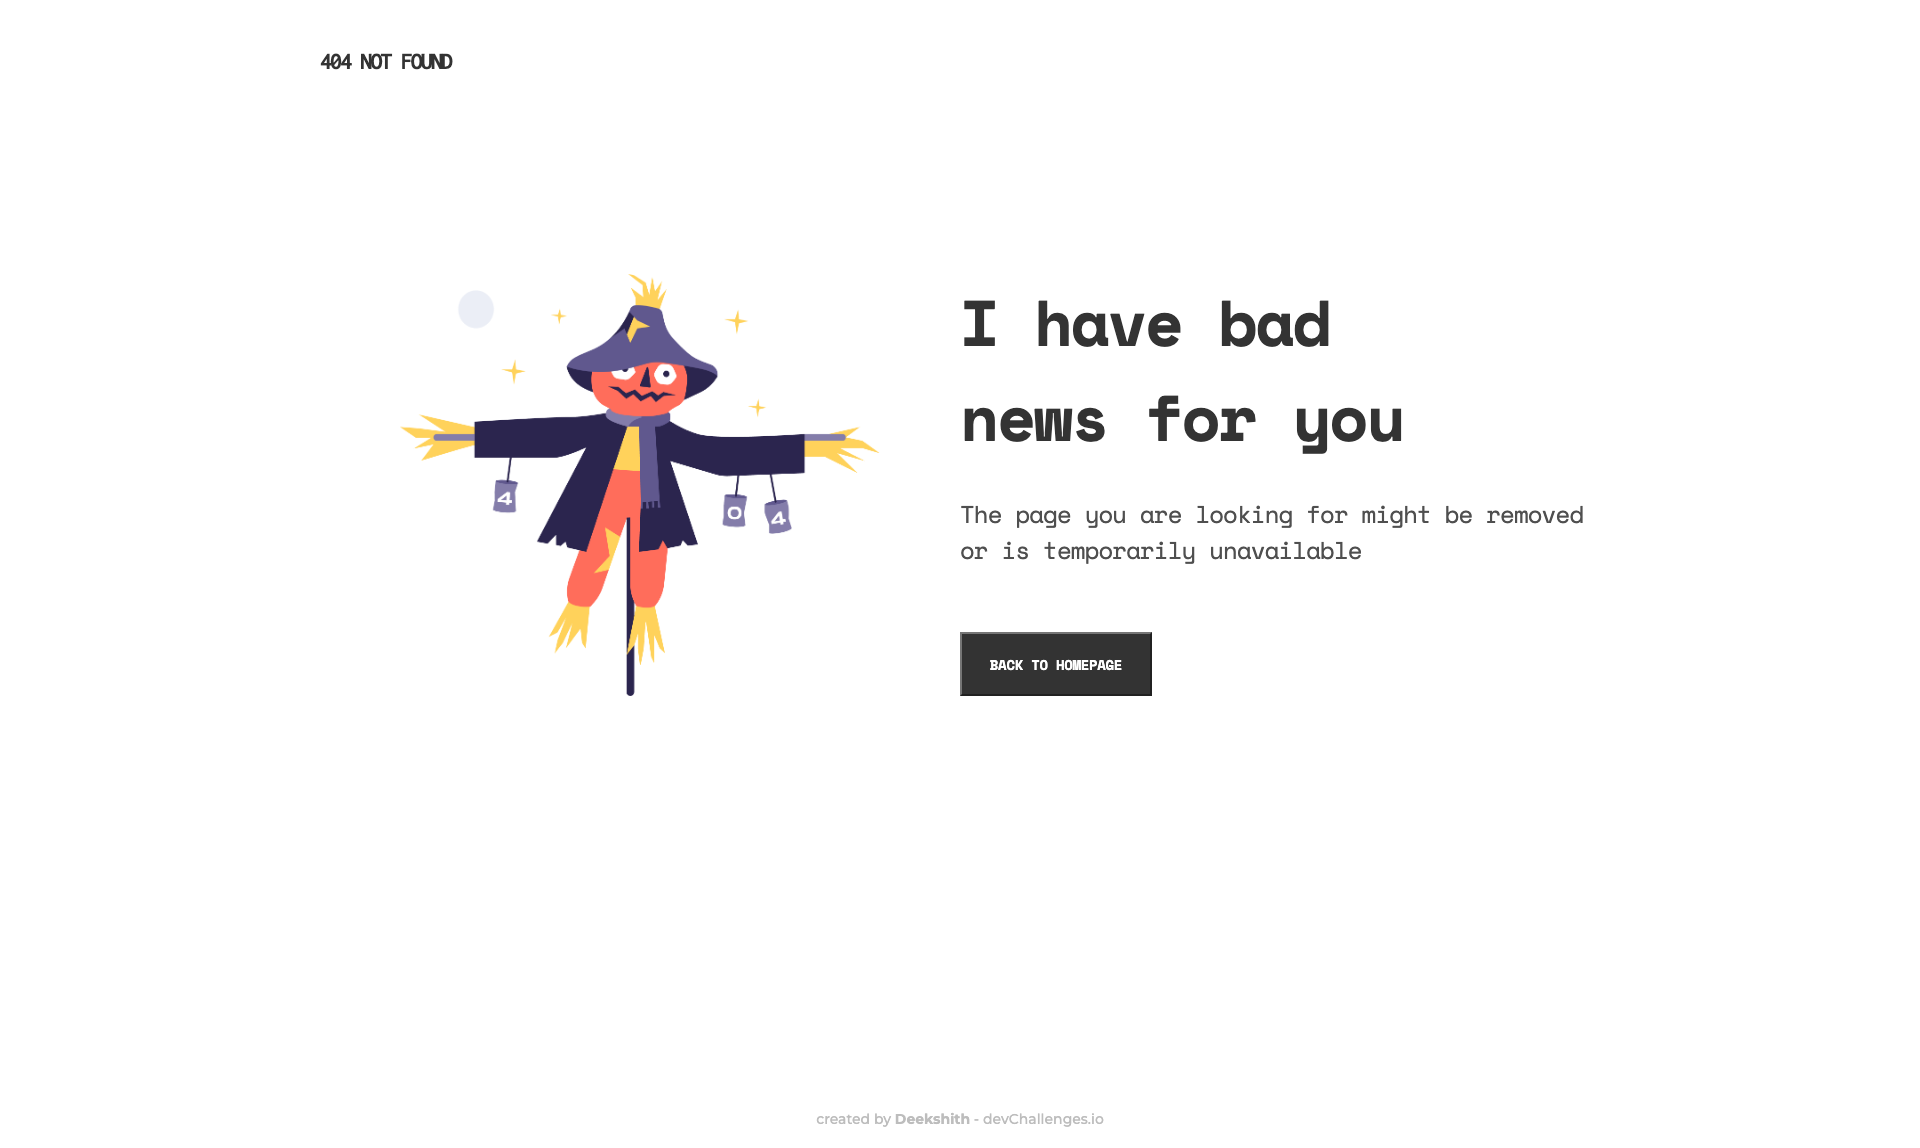 404 NOT FOUND
4
0
4
I have bad
news for you
The page you are looking for might be removed
or is temporarily unavailable
BACK TO HOMEPAGE
created by Deekshith - devChallenges.io